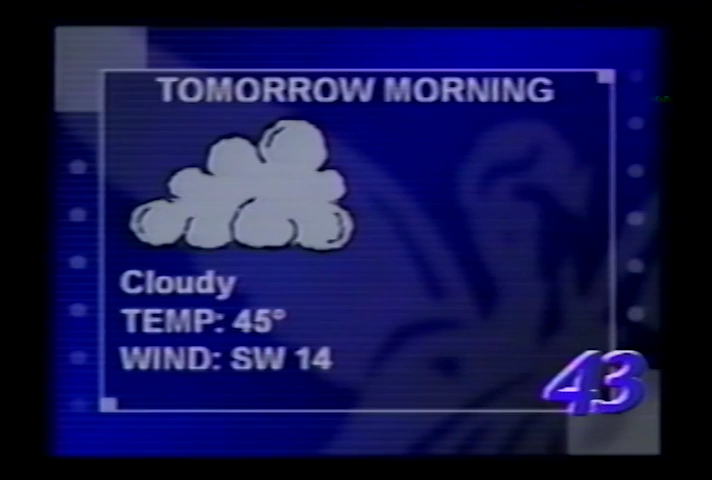 TOMORROW MORNING
Cloudy
TEMP: 45°
WIND: SW 14
43